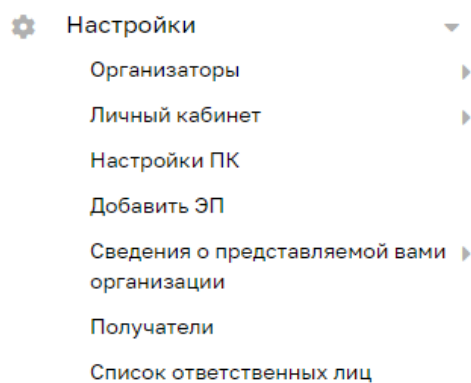 Настройки
Организаторы
Личный кабинет
Настройки ПК
Добавить ЭП
Сведения о представляемой вами
организации
Получатели
Список ответственных лиц